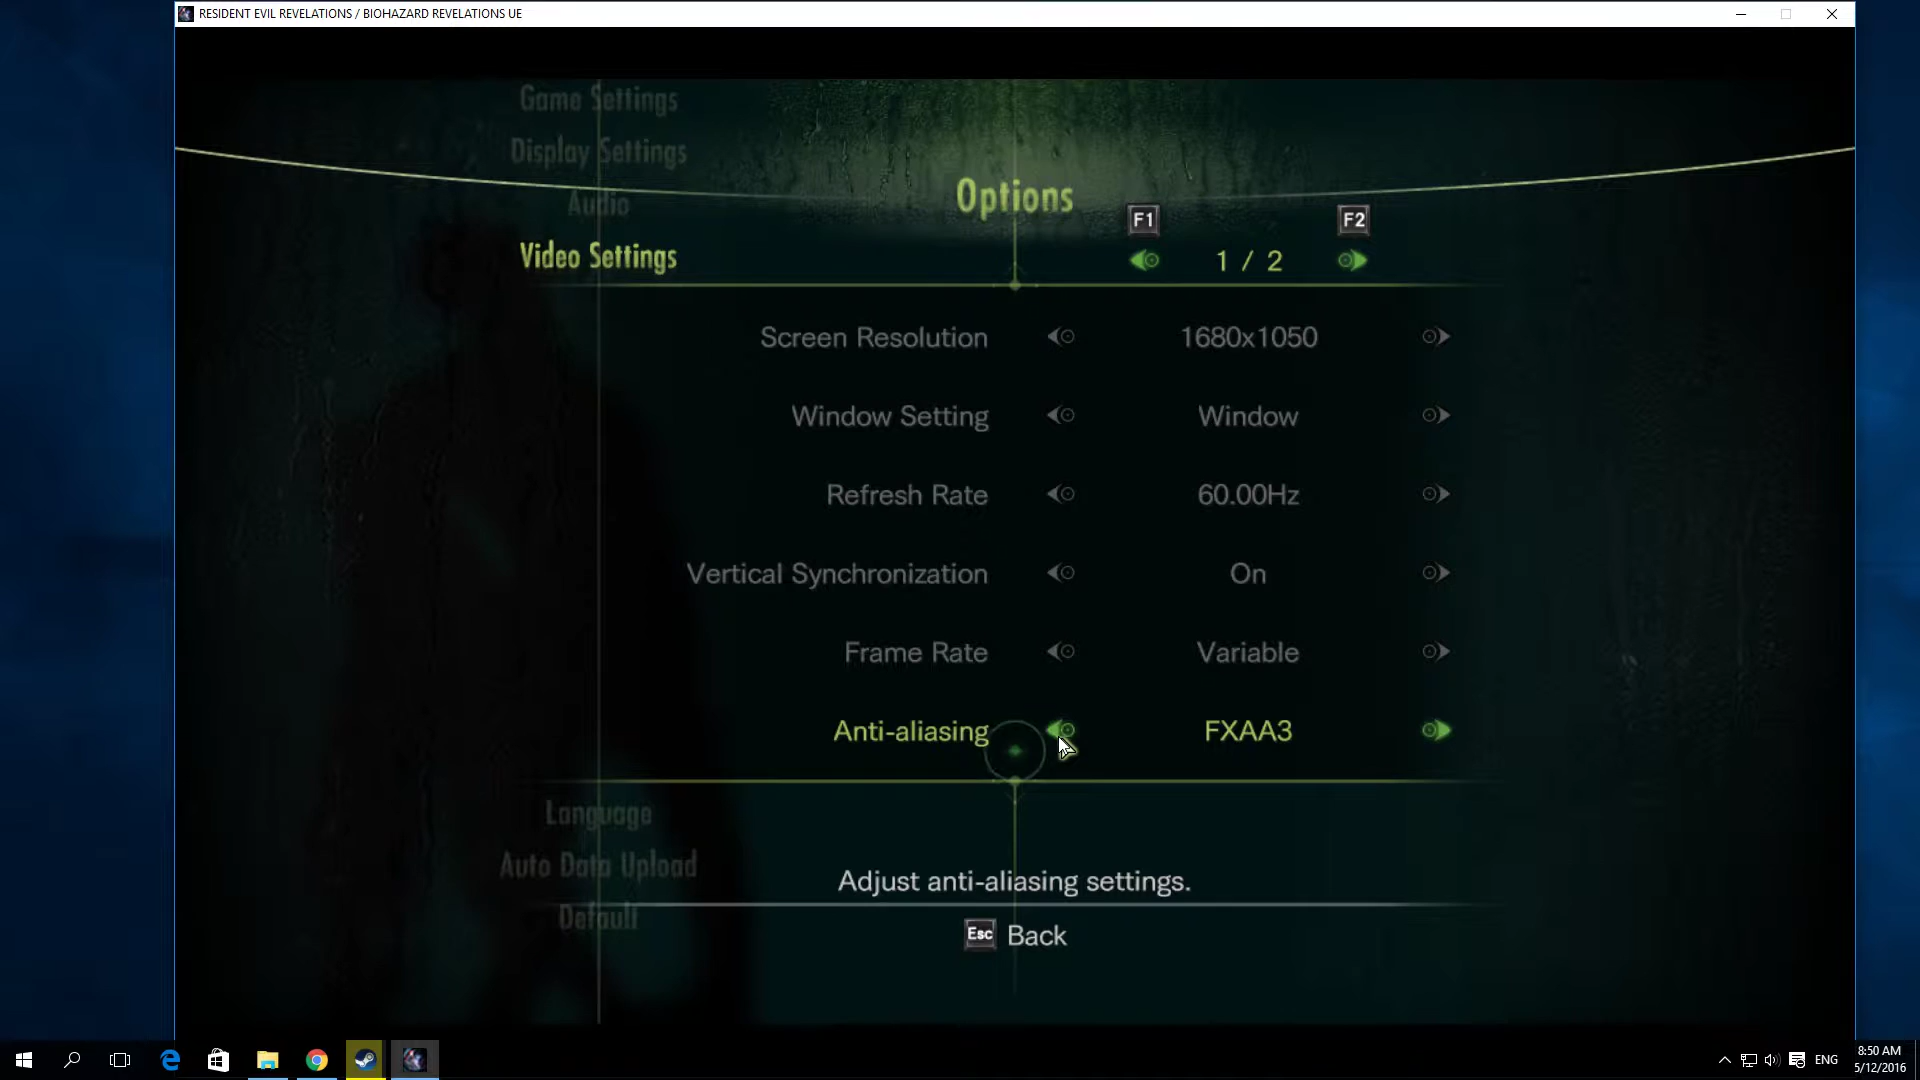 RESIDENT EVIL REVELATIONS / BIOHAZARD REVELATIONS UE
Game Settings
Display Settings
Audio
Options
F1 F2
Video Settings 1 / 2
Screen Resolution 1680x1050
Window Setting Window
Refresh Rate 60.00Hz
Vertical Synchronization On
Frame Rate Variable
Anti-aliasing FXAA3
Language
Auto Data Upload
Default
Adjust anti-aliasing settings.
Esc Back
ENG
8:50 AM
5/12/2016